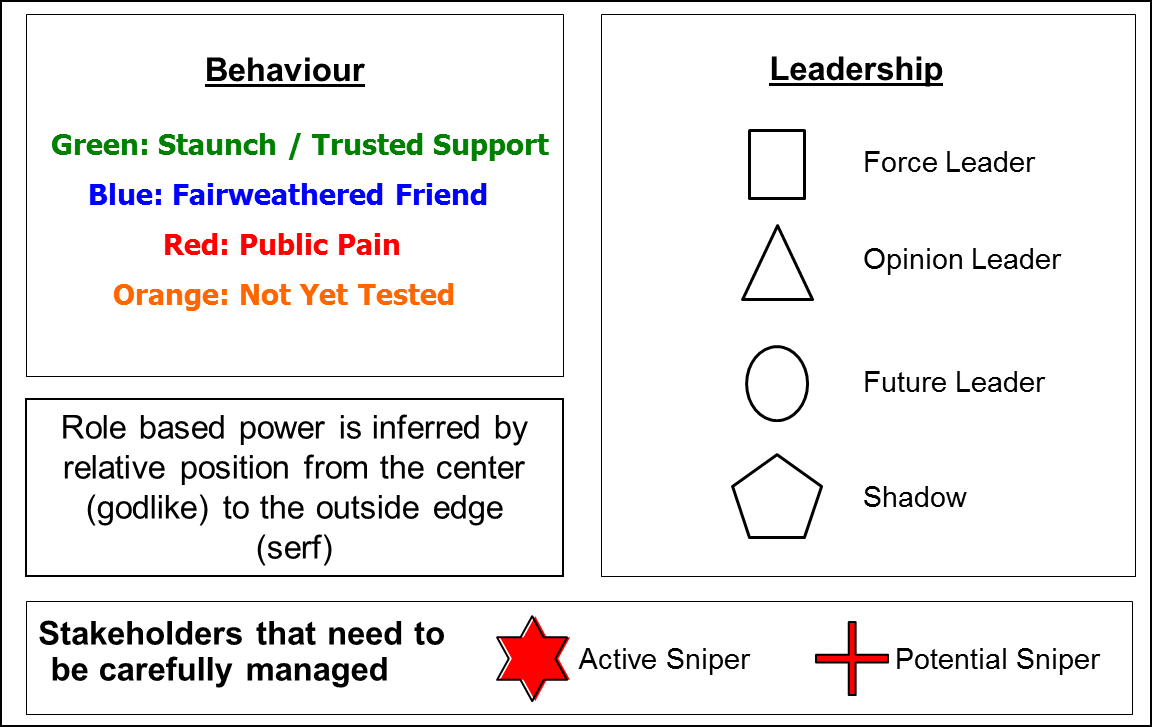 Behaviour
Green: Staunch / Trusted Support
Blue: Fairweathered Friend
Red: Public Pain
Orange: Not Yet Tested
Role based power is inferred by
relative position from the center
(godlike) to the outside edge
(serf)
Leadership
Force Leader
Opinion Leader
Future Leader
Shadow
Stakeholders that need to
be carefully managed
Active Sniper
Potential Sniper